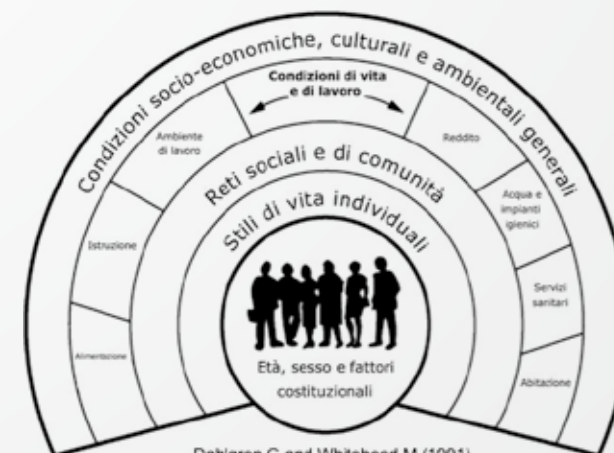 Condizioni socio-economiche, culturali e ambientali generali
Condizioni di vita
e di lavoro
Ambiente
di lavoro
Reddito
Reti sociali e di comunitá
Istruzione
Acqua e
impianti
igienici
Stili di vita individuali
Servizi
sanitari
Alimentazione
Abitazione
Età, sesso e fattori
costituzionali
Dahlgren G and Whitehead M (1991)